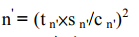 n' = (t n'×s n'/c n')²